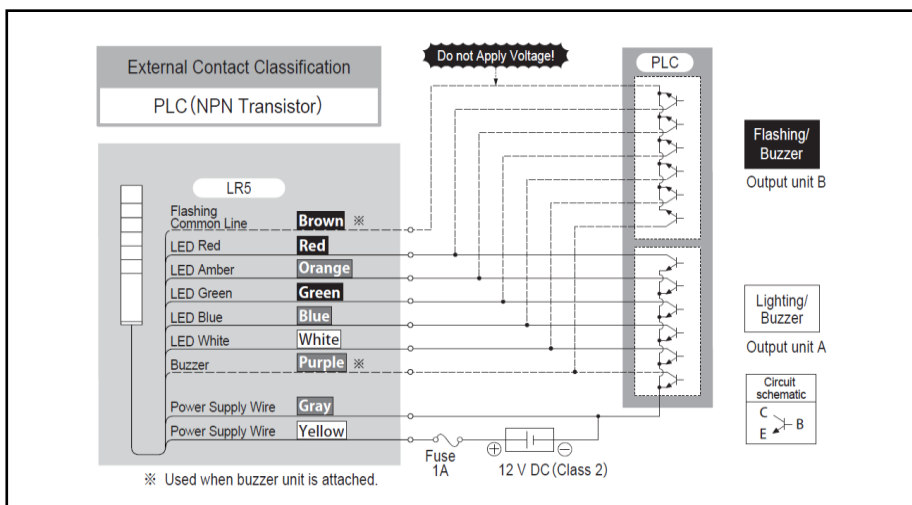 External Contact Classification
PLC (NPN Transistor)
Do not Apply Voltage!
PLC
Flashing/
Buzzer
Output unit B
LR5
Flashing
Common Line
Brown ※
LED Red Red
LED Amber Orange
LED Green Green
LED Blue Blue
LED White White
Buzzer Purple ※
Power Supply Wire Gray
Power Supply Wire Yellow
Lighting/
Buzzer
Output unit A
Circuit
schematic
C
B
E
Fuse
1A
⊕ ⊖
12 V DC (Class 2)
※ Used when buzzer unit is attached.